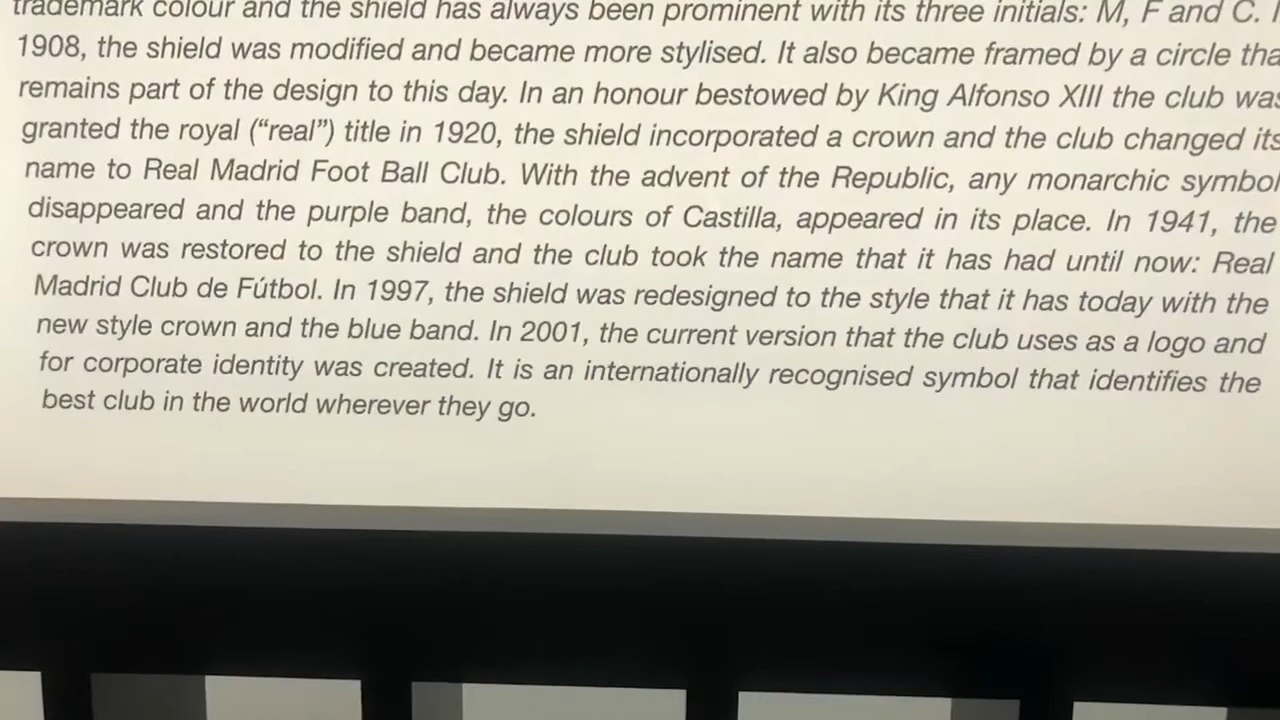 trademark colour and the shield has always been prominent with its three initials: M, F and C.
1908, the shield was modified and became more stylised. It also became framed by a circle tha
remains part of the design to this day. In an honour bestowed by King Alfonso XIII the club was
granted the royal (“real”) title in 1920, the shield incorporated a crown and the club changed its
name to Real Madrid Foot Ball Club. With the advent of the Republic, any monarchic symbol
disappeared and the purple band, the colours of Castilla, appeared in its place. In 1941, the
crown was restored to the shield and the club took the name that it has had until now: Real
Madrid Club de Fútbol. In 1997, the shield was redesigned to the style that it has today with the
new style crown and the blue band. In 2001, the current version that the club uses as a logo and
for corporate identity was created. It is an internationally recognised symbol that identifies the
best club in the world wherever they go.